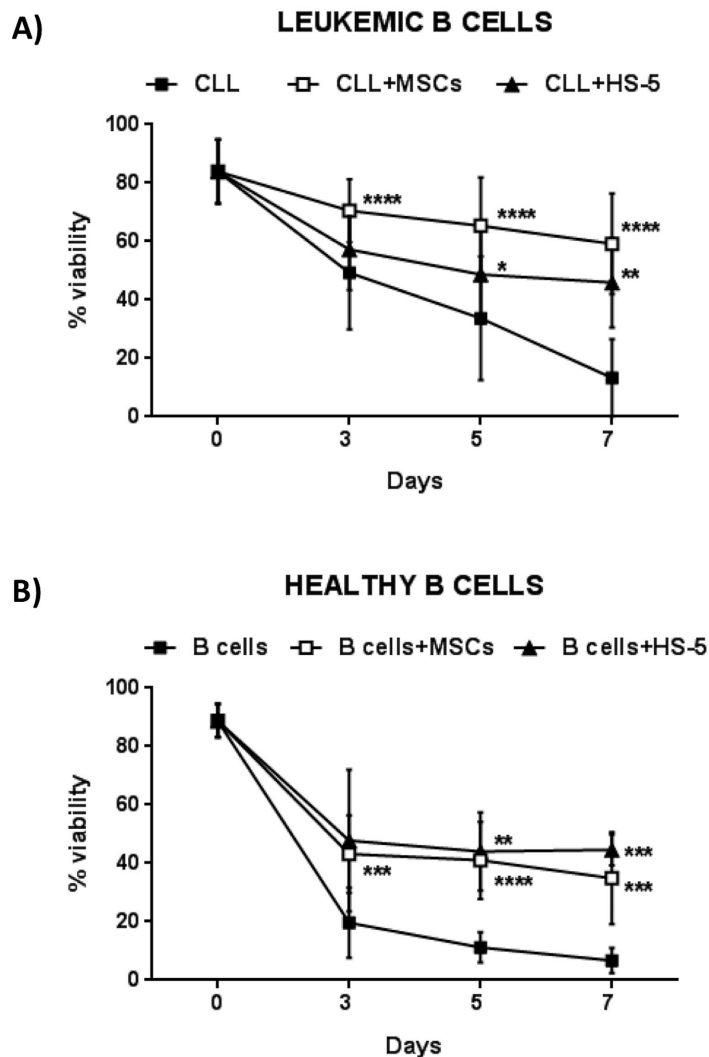 A)
LEUKEMIC B CELLS
CLL CLL+MSCs CLL+HS-5
100
80
60
40
20
0
% viability
****
****
****
*
**
0 3 5 7
Days
B)
HEALTHY B CELLS
B cells B cells+MSCs B cells+HS-5
100
80
60
40
20
0
% viability
**
***
***
****
***
0 3 5 7
Days